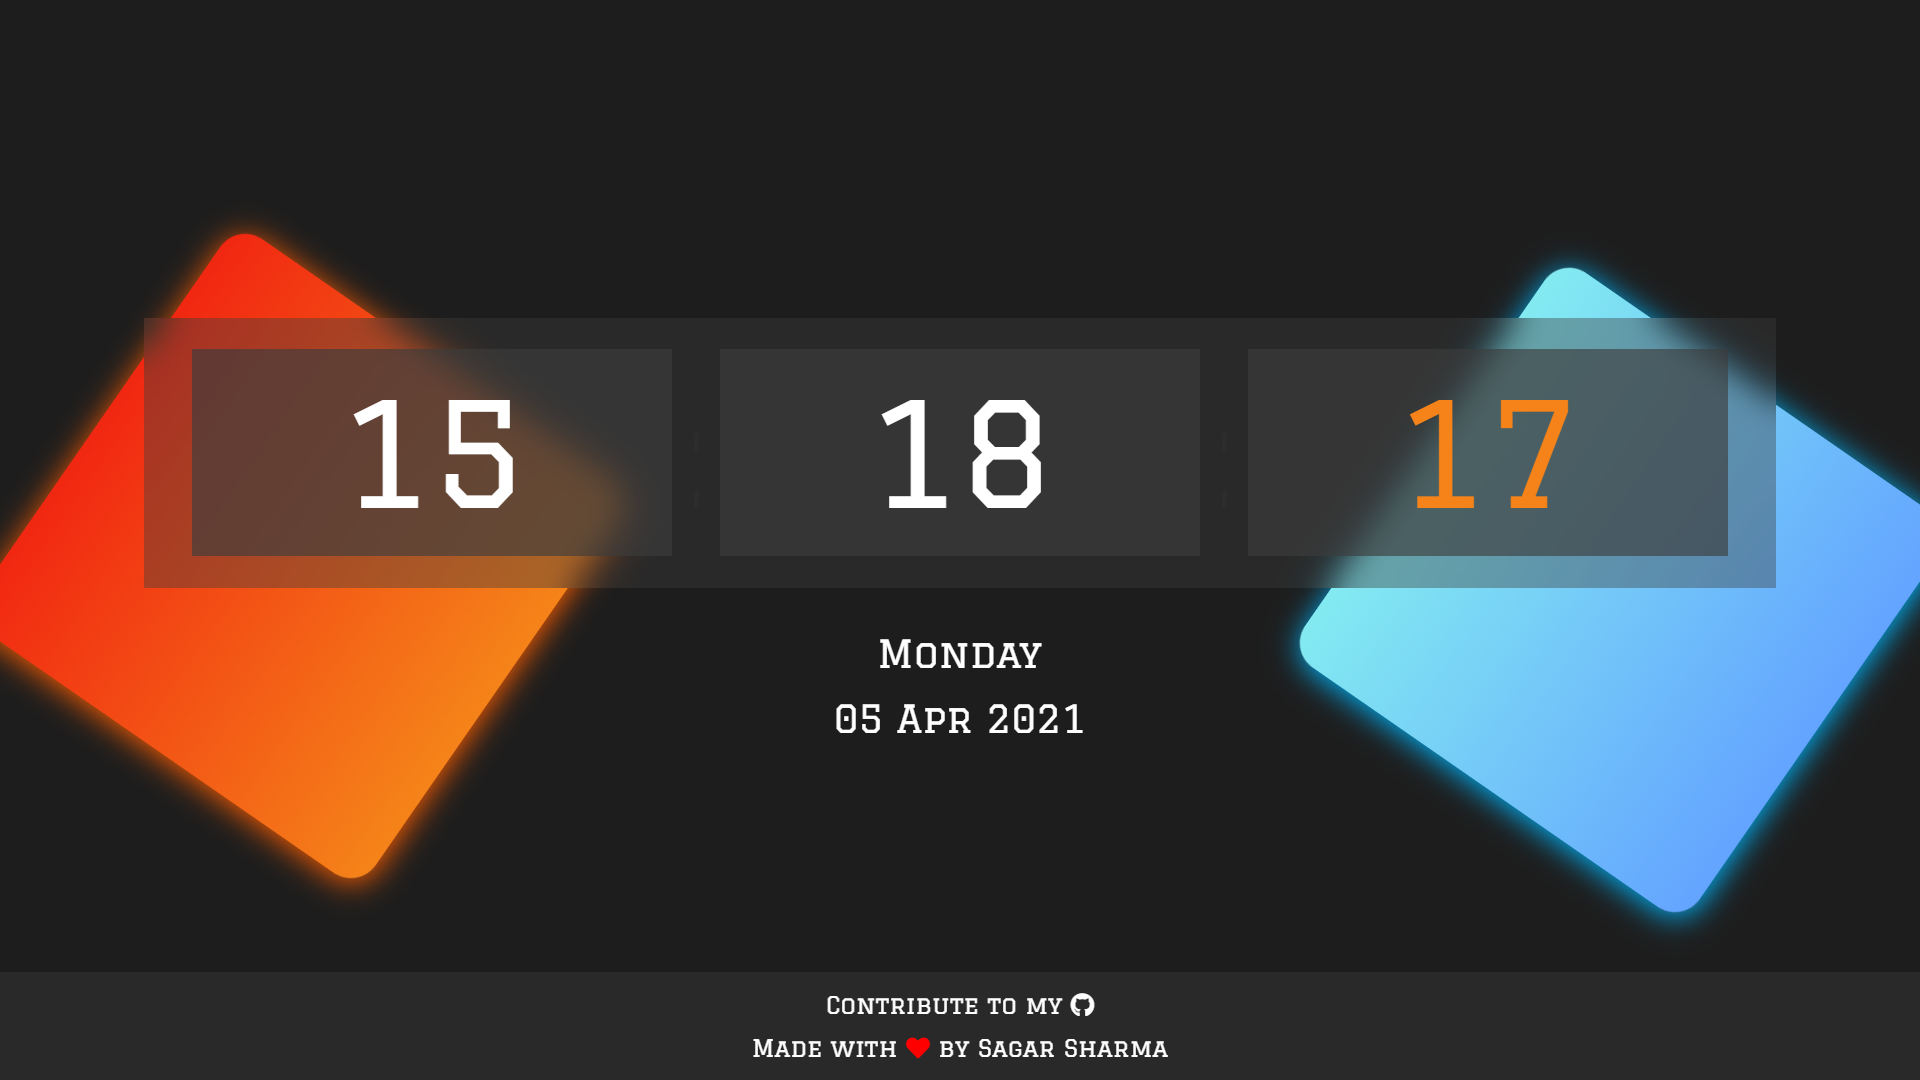 15 : 18 : 17
Monday
05 Apr 2021
Contribute to my
Made with ❤ by Sagar Sharma